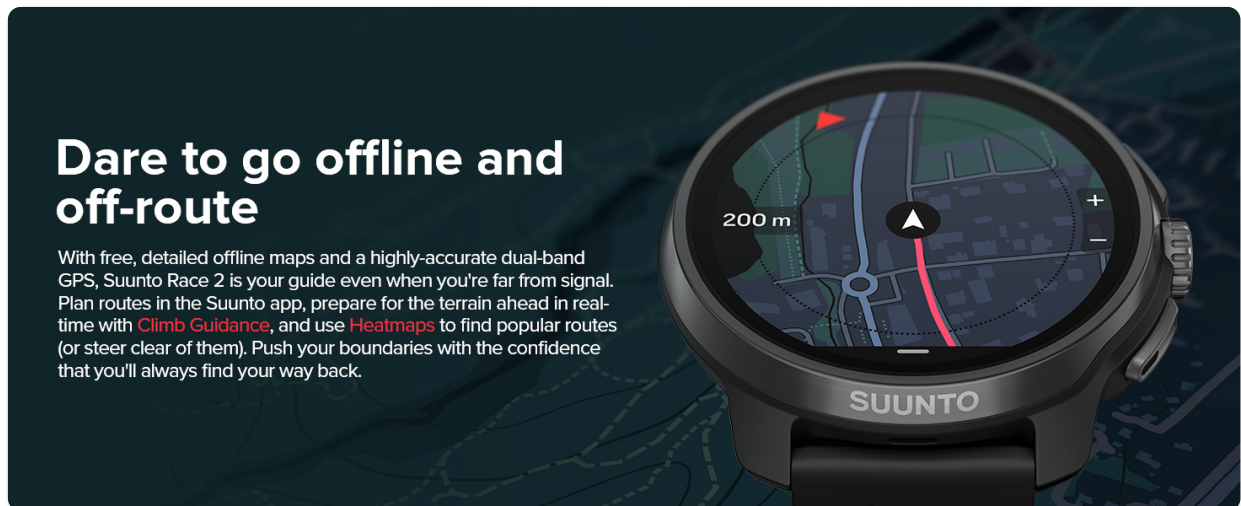 Dare to go offline and
off-route
With free, detailed offline maps and a highly-accurate dual-band
GPS, Suunto Race 2 is your guide even when you're far from signal.
Plan routes in the Suunto app, prepare for the terrain ahead in real-
time with Climb Guidance, and use Heatmaps to find popular routes
(or steer clear of them). Push your boundaries with the confidence
that you'll always find your way back.
200 m
+
−
SUUNTO